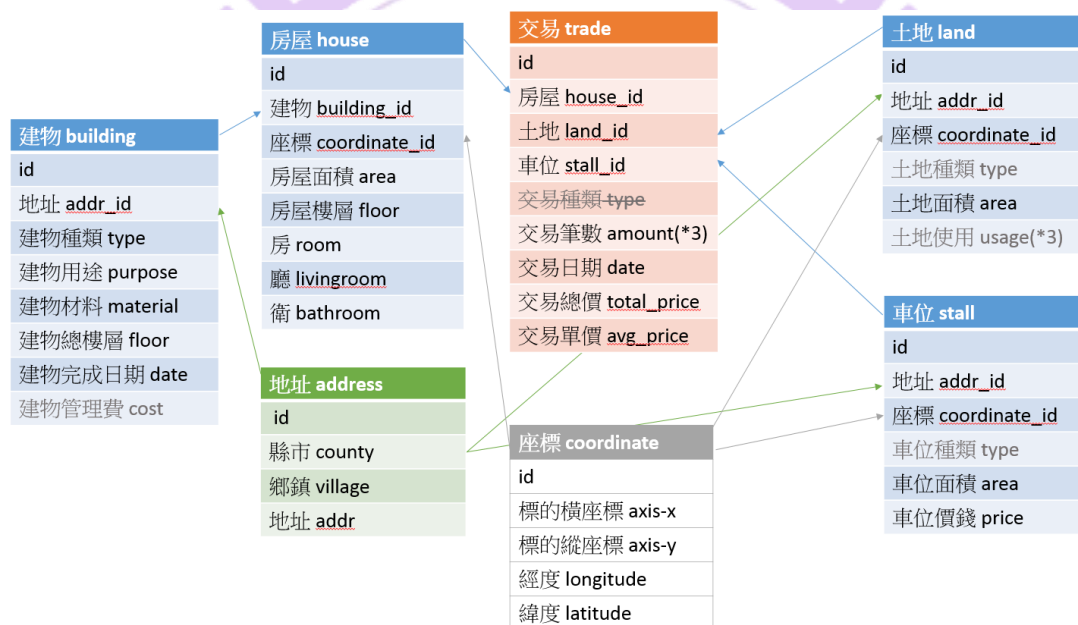 建物 building
id
地址 addr_id
建物種類 type
建物用途 purpose
建物材料 material
建物總樓層 floor
建物完成日期 date
建物管理費 cost
房屋 house
id
建物 building_id
座標 coordinate_id
房屋面積 area
房屋樓層 floor
房 room
廳 livingroom
衛 bathroom
地址 address
id
縣市 county
鄉鎮 village
地址 addr
交易 trade
id
房屋 house_id
土地 land_id
車位 stall_id
交易種類 type
交易筆數 amount(*3)
交易日期 date
交易總價 total_price
交易單價 avg_price
座標 coordinate
id
標的橫座標 axis-x
標的縱座標 axis-y
經度 longitude
緯度 latitude
土地 land
id
地址 addr_id
座標 coordinate_id
土地種類 type
土地面積 area
土地使用 usage(*3)
車位 stall
id
地址 addr_id
座標 coordinate_id
車位種類 type
車位面積 area
車位價錢 price